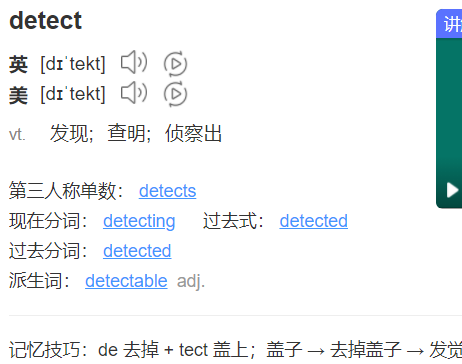 detect
讲
英 [dɪˈtekt]
美 [dɪˈtekt]
vt. 发现；查明；侦察出
第三人称单数： detects
现在分词： detecting 过去式： detected
过去分词： detected
派生词： detectable adj.
记忆技巧：de 去掉 + tect 盖上；盖子 → 去掉盖子 → 发觉